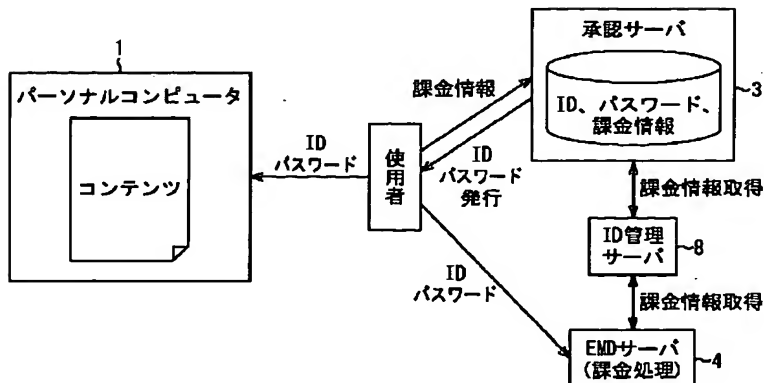 1
パーソナルコンピュータ
コンテンツ
ID
パスワード
使用者
課金情報
ID
パスワード
発行
承認サーバ
ID、パスワード、
課金情報
3
課金情報取得
ID管理
サーバ
8
課金情報取得
ID
パスワード
EMDサーバ
(課金処理)
4